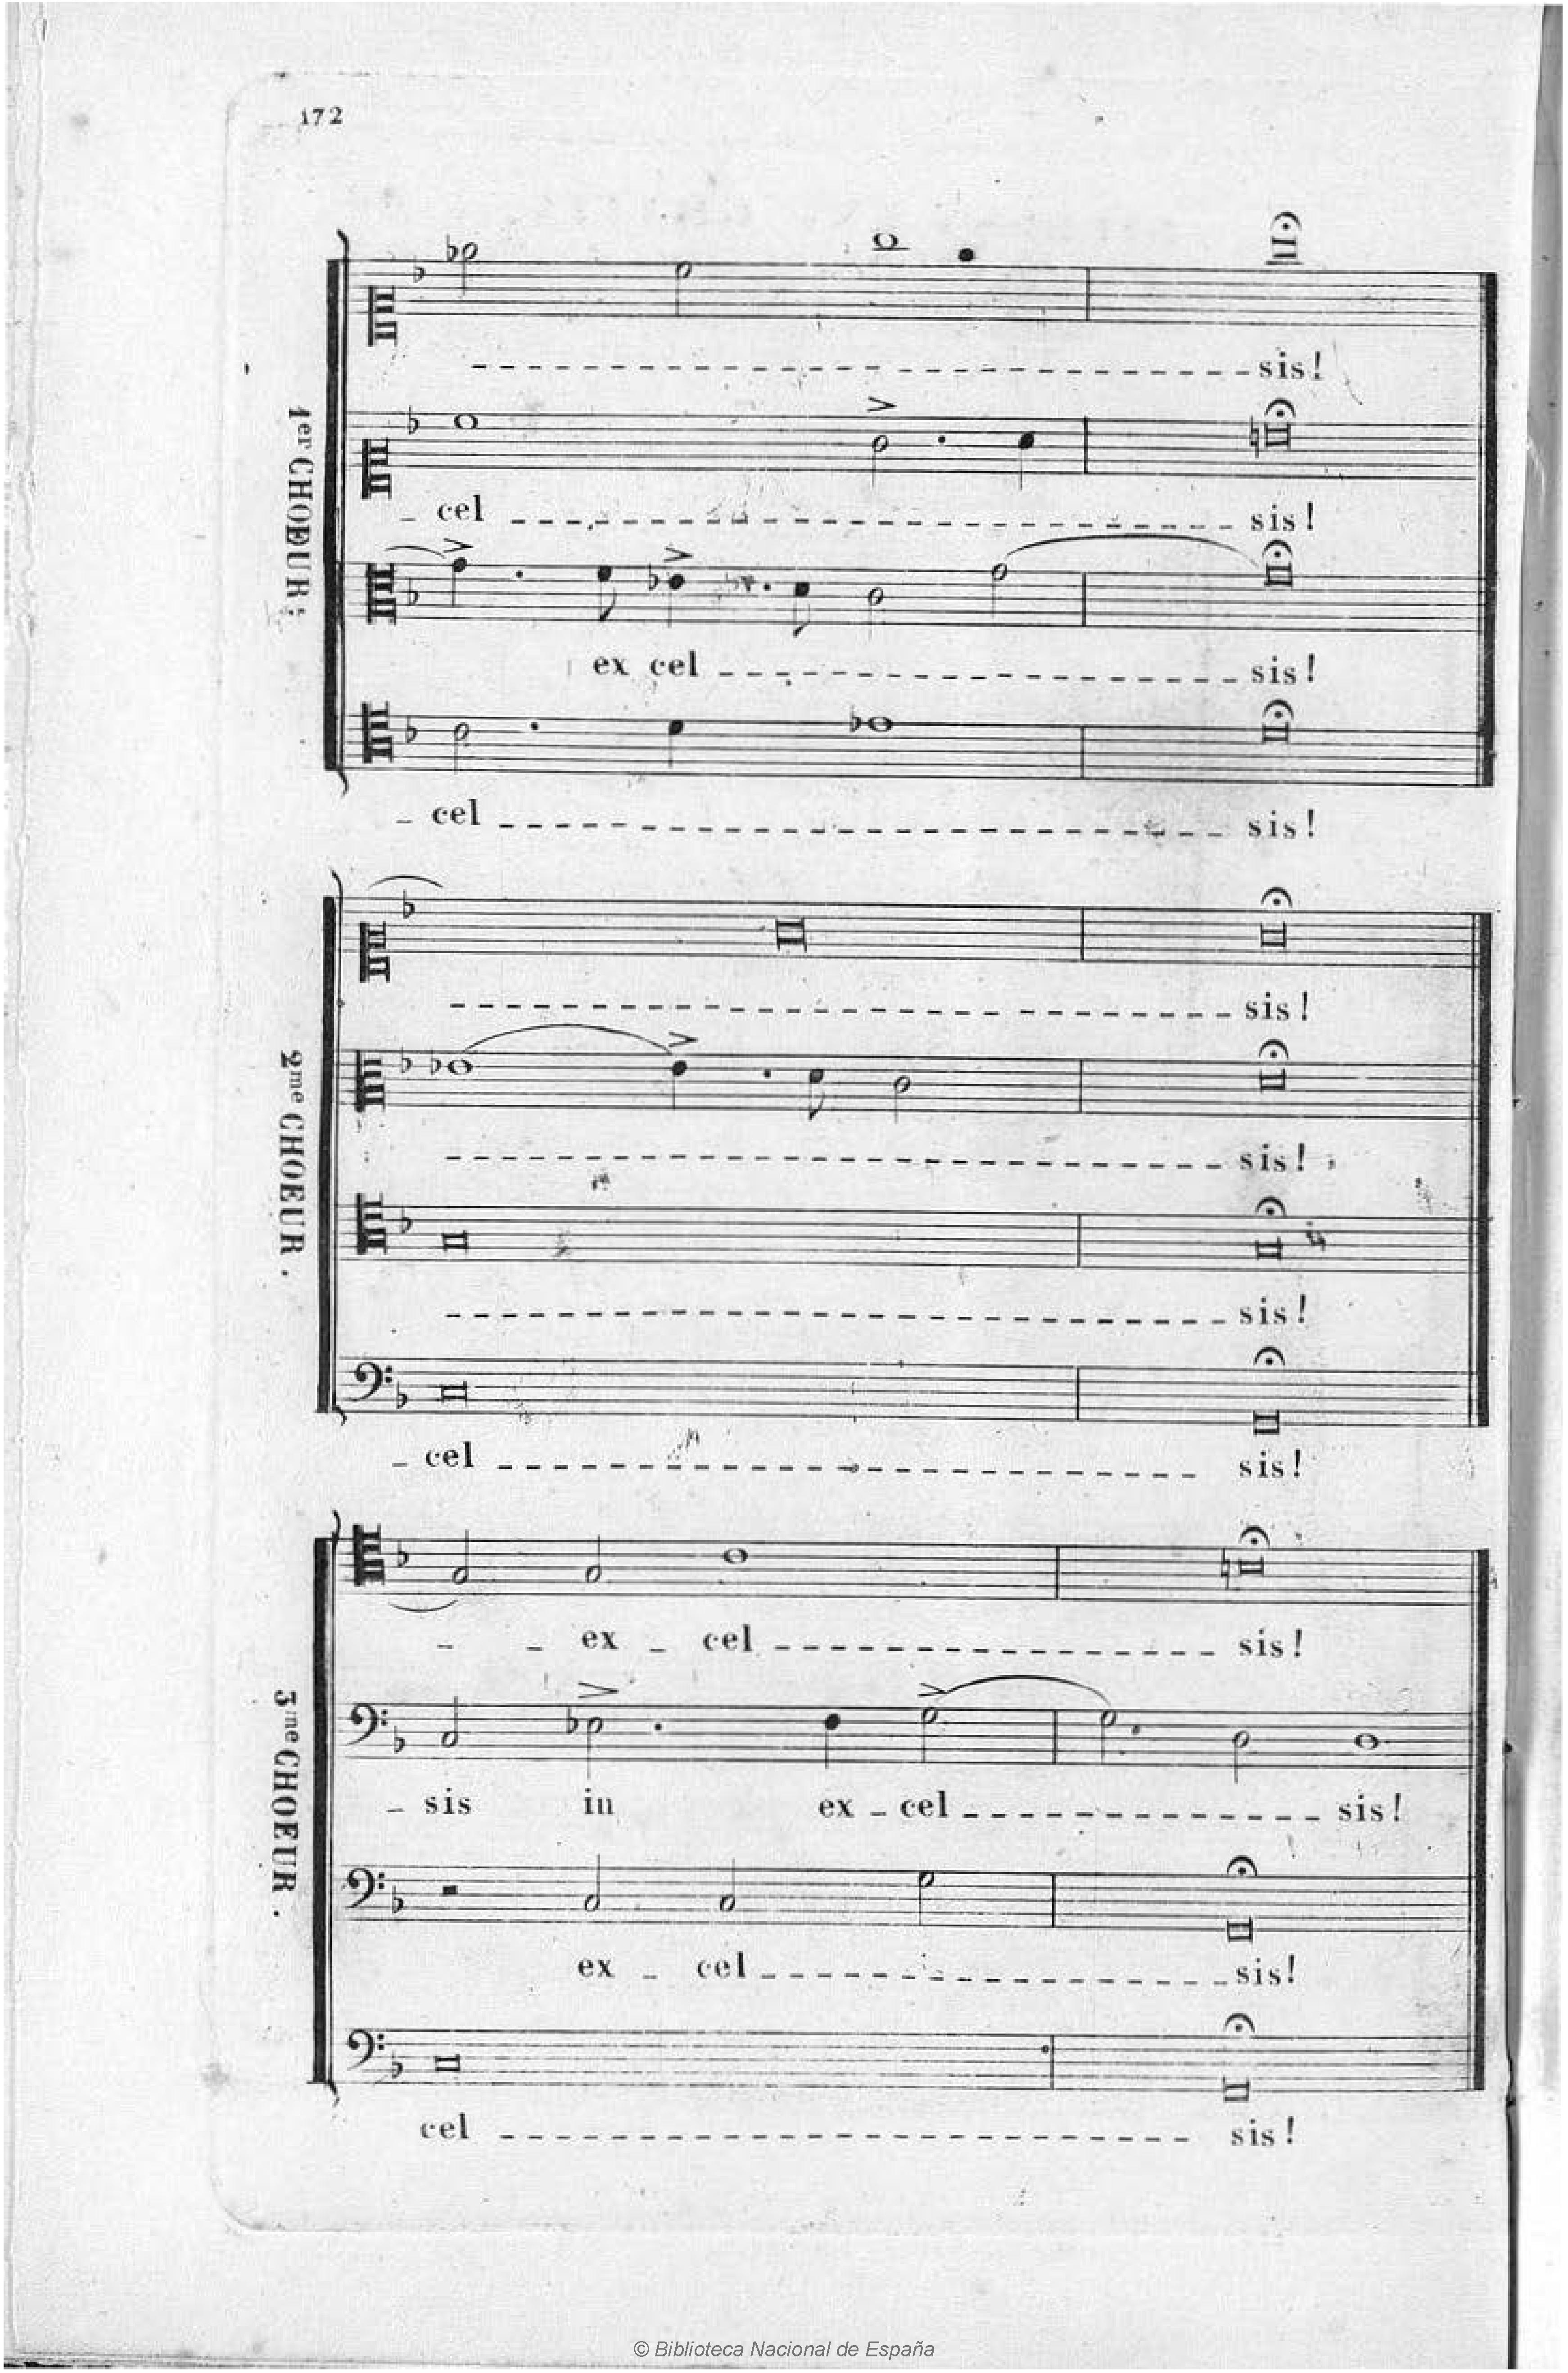 172
1er CHOEUR;
- - - - - - - - - - - - - - - - - - - - - - - - - - - - sis!
- cel - - - - - - - - - - - - - - - - - - - - - - - - - - sis!
ex cel - - - - - - - - - - - - - - - - - - - sis!
- cel - - - - - - - - - - - - - - - - - - - - - - - - - - sis!
2me CHOEUR.
- - - - - - - - - - - - - - - - - - - - - - - - - - - - sis!
- - - - - - - - - - - - - - - - - - - - - - - - - - - - sis!
- - - - - - - - - - - - - - - - - - - - - - - - - - - - sis!
- cel - - - - - - - - - - - - - - - - - - - - - - - - - sis!
3me CHOEUR.
- - ex - cel - - - - - - - - - - - - - - - - sis!
- sis in ex - cel - - - - - - - - - - - - - sis!
ex - cel - - - - - - - - - - - - - - - - - sis!
cel - - - - - - - - - - - - - - - - - - - - - - - - - sis!
© Biblioteca Nacional de España